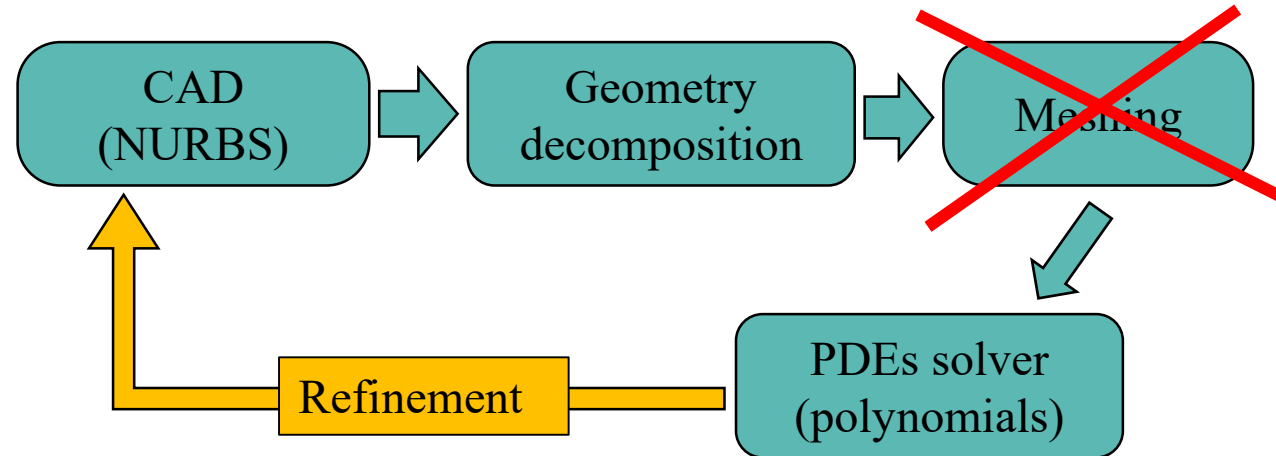 CAD
(NURBS)
Geometry
decomposition
Meshing
PDEs solver
(polynomials)
Refinement